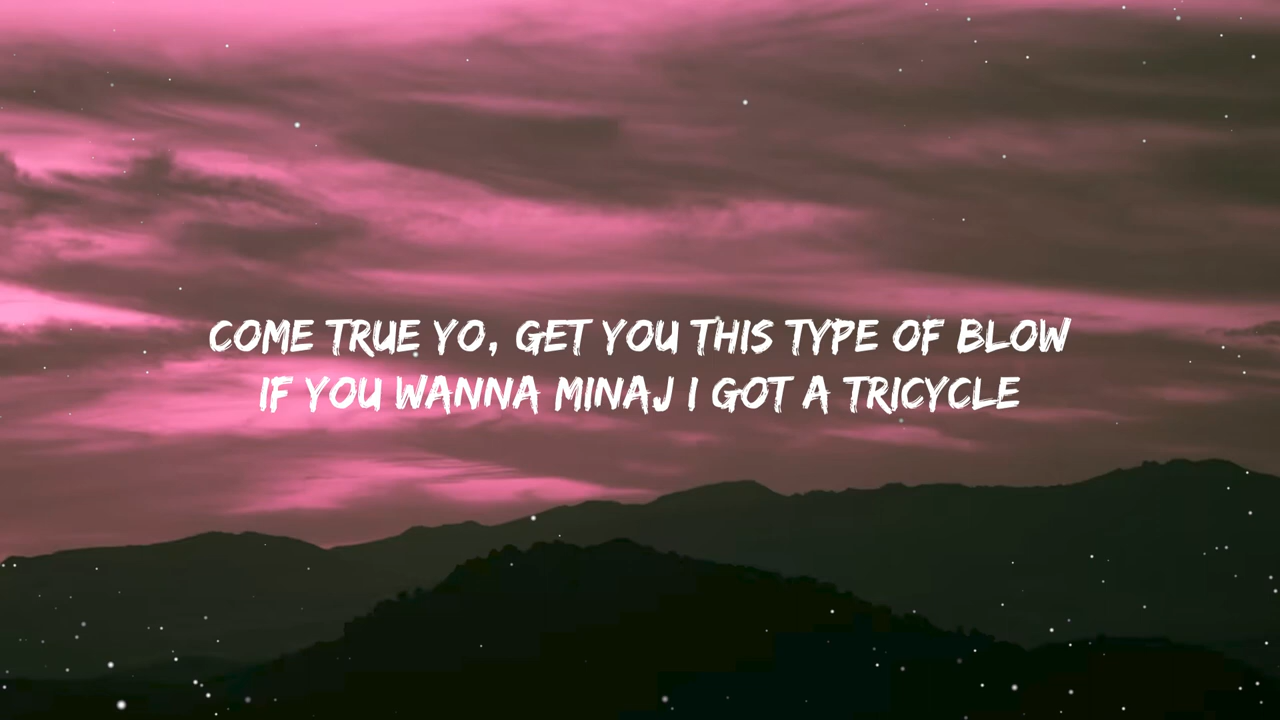 COME TRUE YO, GET YOU THIS TYPE OF BLOW
IF YOU WANNA MINAJ I GOT A TRICYCLE